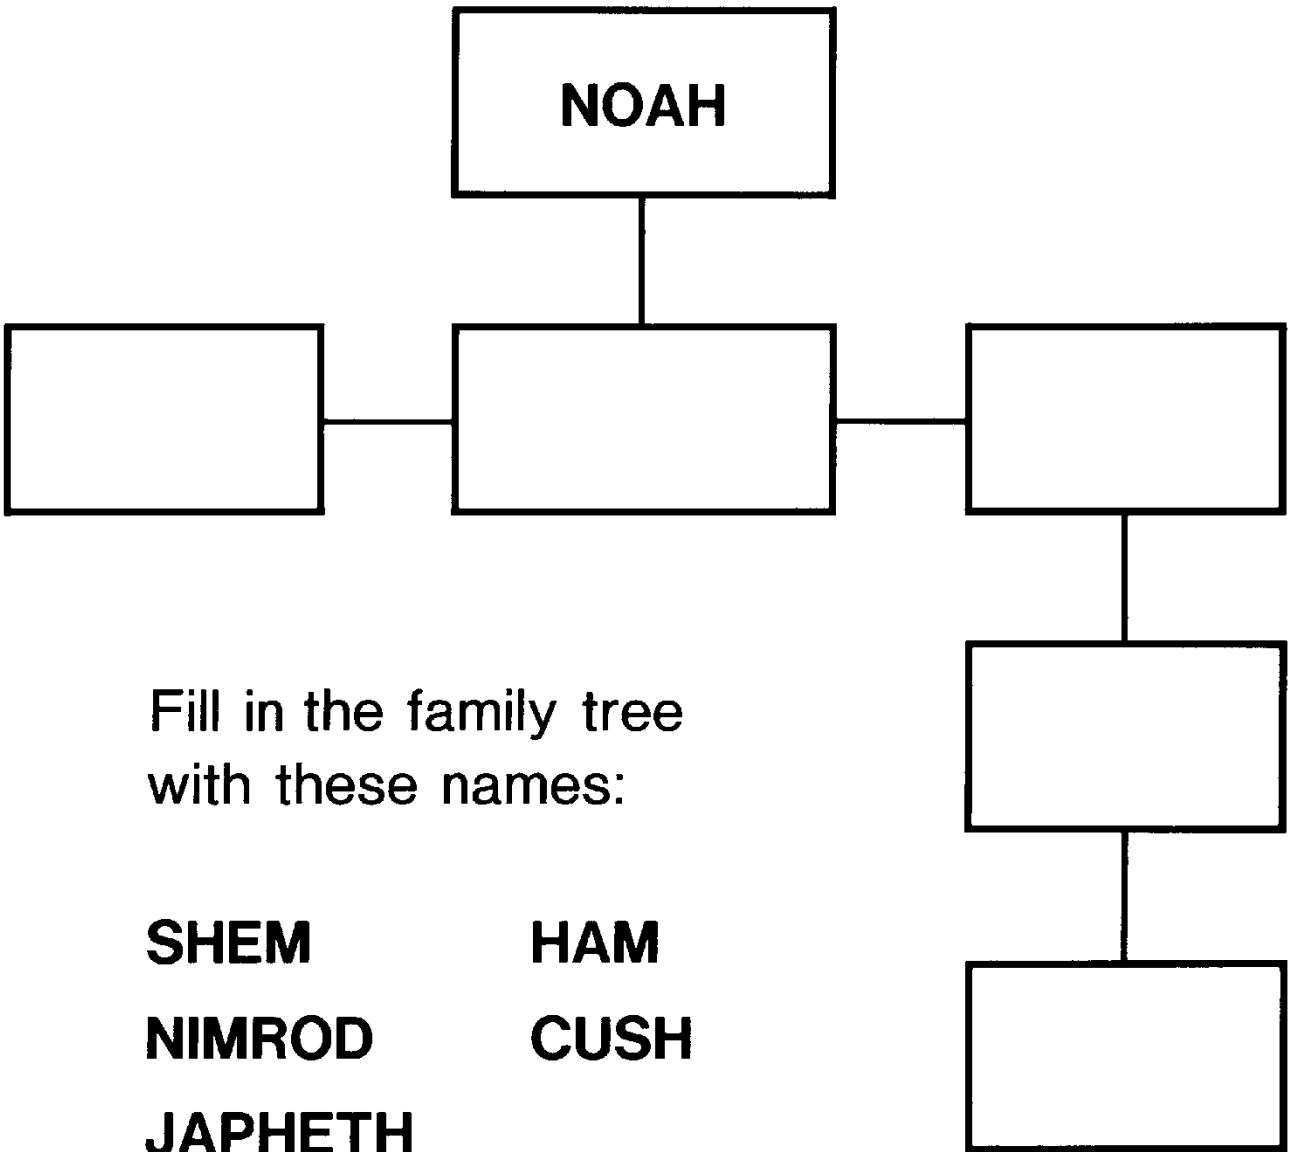 NOAH
Fill in the family tree
with these names:
SHEM HAM
NIMROD CUSH
JAPHETH